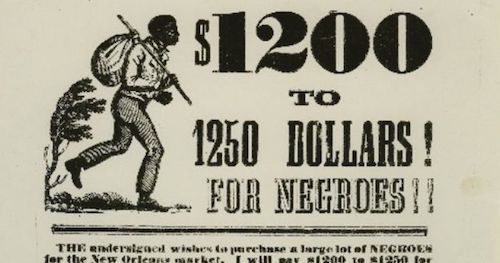 $1200
TO
1250 DOLLARS!
FOR NEGROES!!
THE undersigned wishes to purchase a large lot of NEGROES
for the New Orleans market. I will pay $1200 to $1250 for